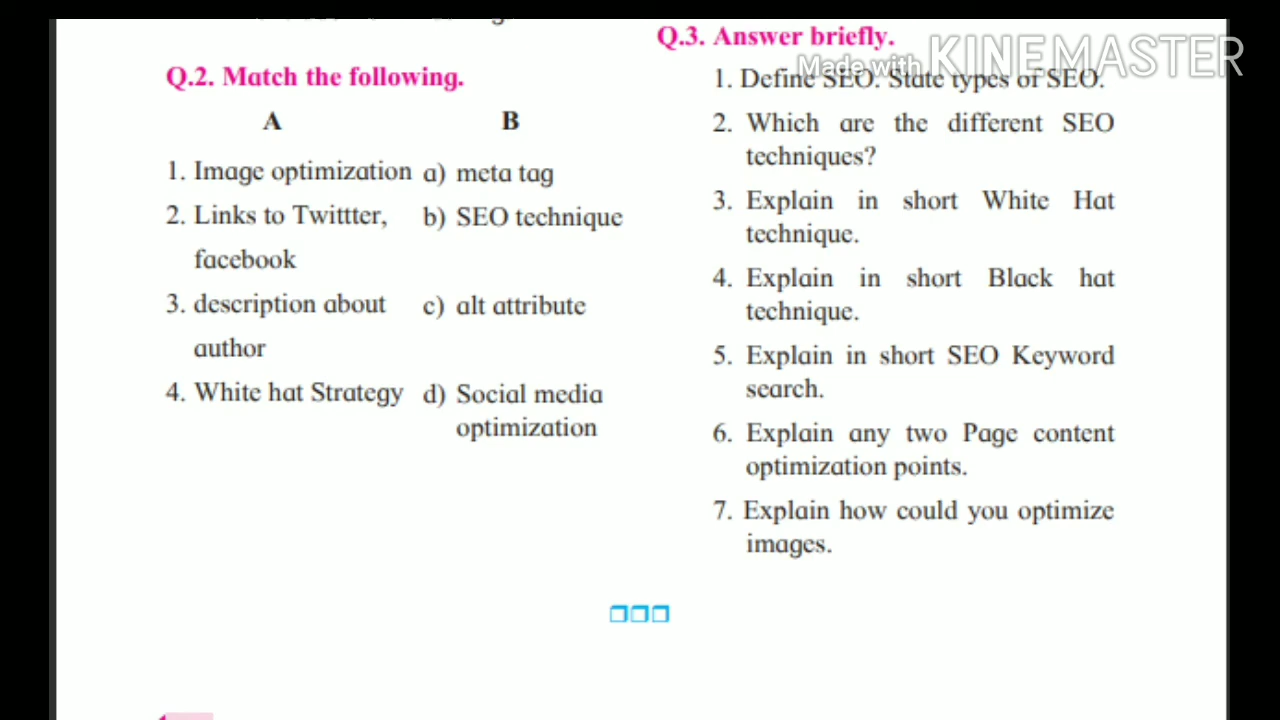 Q.2. Match the following.
A B
1. Image optimization a) meta tag
2. Links to Twittter, b) SEO technique
facebook
3. description about c) alt attribute
author
4. White hat Strategy d) Social media
optimization
Q.3. Answer briefly.
Made with KINEMASTER
1. Define SEO. State types of SEO.
2. Which are the different SEO
techniques?
3. Explain in short White Hat
technique.
4. Explain in short Black hat
technique.
5. Explain in short SEO Keyword
search.
6. Explain any two Page content
optimization points.
7. Explain how could you optimize
images.